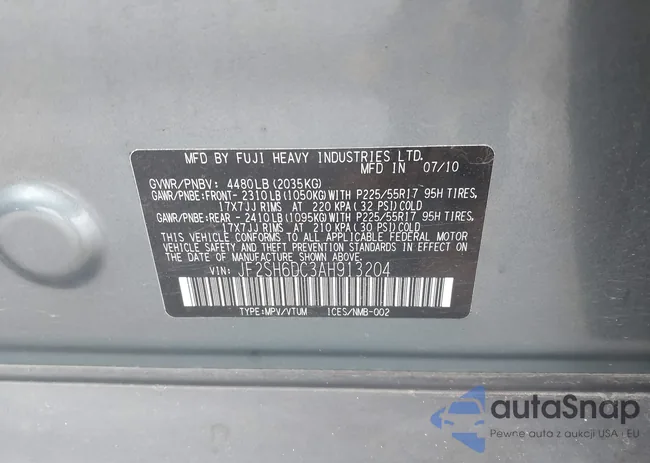 MFD BY FUJI HEAVY INDUSTRIES LTD.
MFD IN 07/10
GVWR/PNBV: 4480LB (2035KG)
GAWR/PNBE:FRONT- 2310LB (1050KG) WITH P225/55R17 95H TIRES,
17X7JJ RIMS AT 220 KPA (32 PSI) COLD
GAWR/PNBE:REAR - 2410LB (1095KG) WITH P225/55R17 95H TIRES,
17X7JJ RIMS AT 210 KPA (30 PSI) COLD
THIS VEHICLE CONFORMS TO ALL APPLICABLE FEDERAL MOTOR
VEHICLE SAFETY STANDARDS IN EFFECT ON
THE DATE OF MANUFACTURE SHOWN ABOVE.
VIN: JF2SH6DC3AH913204
TYPE:MPV/VTUM ICES/NMB-002
autaSnap
Pewne auta z aukcji USA i EU